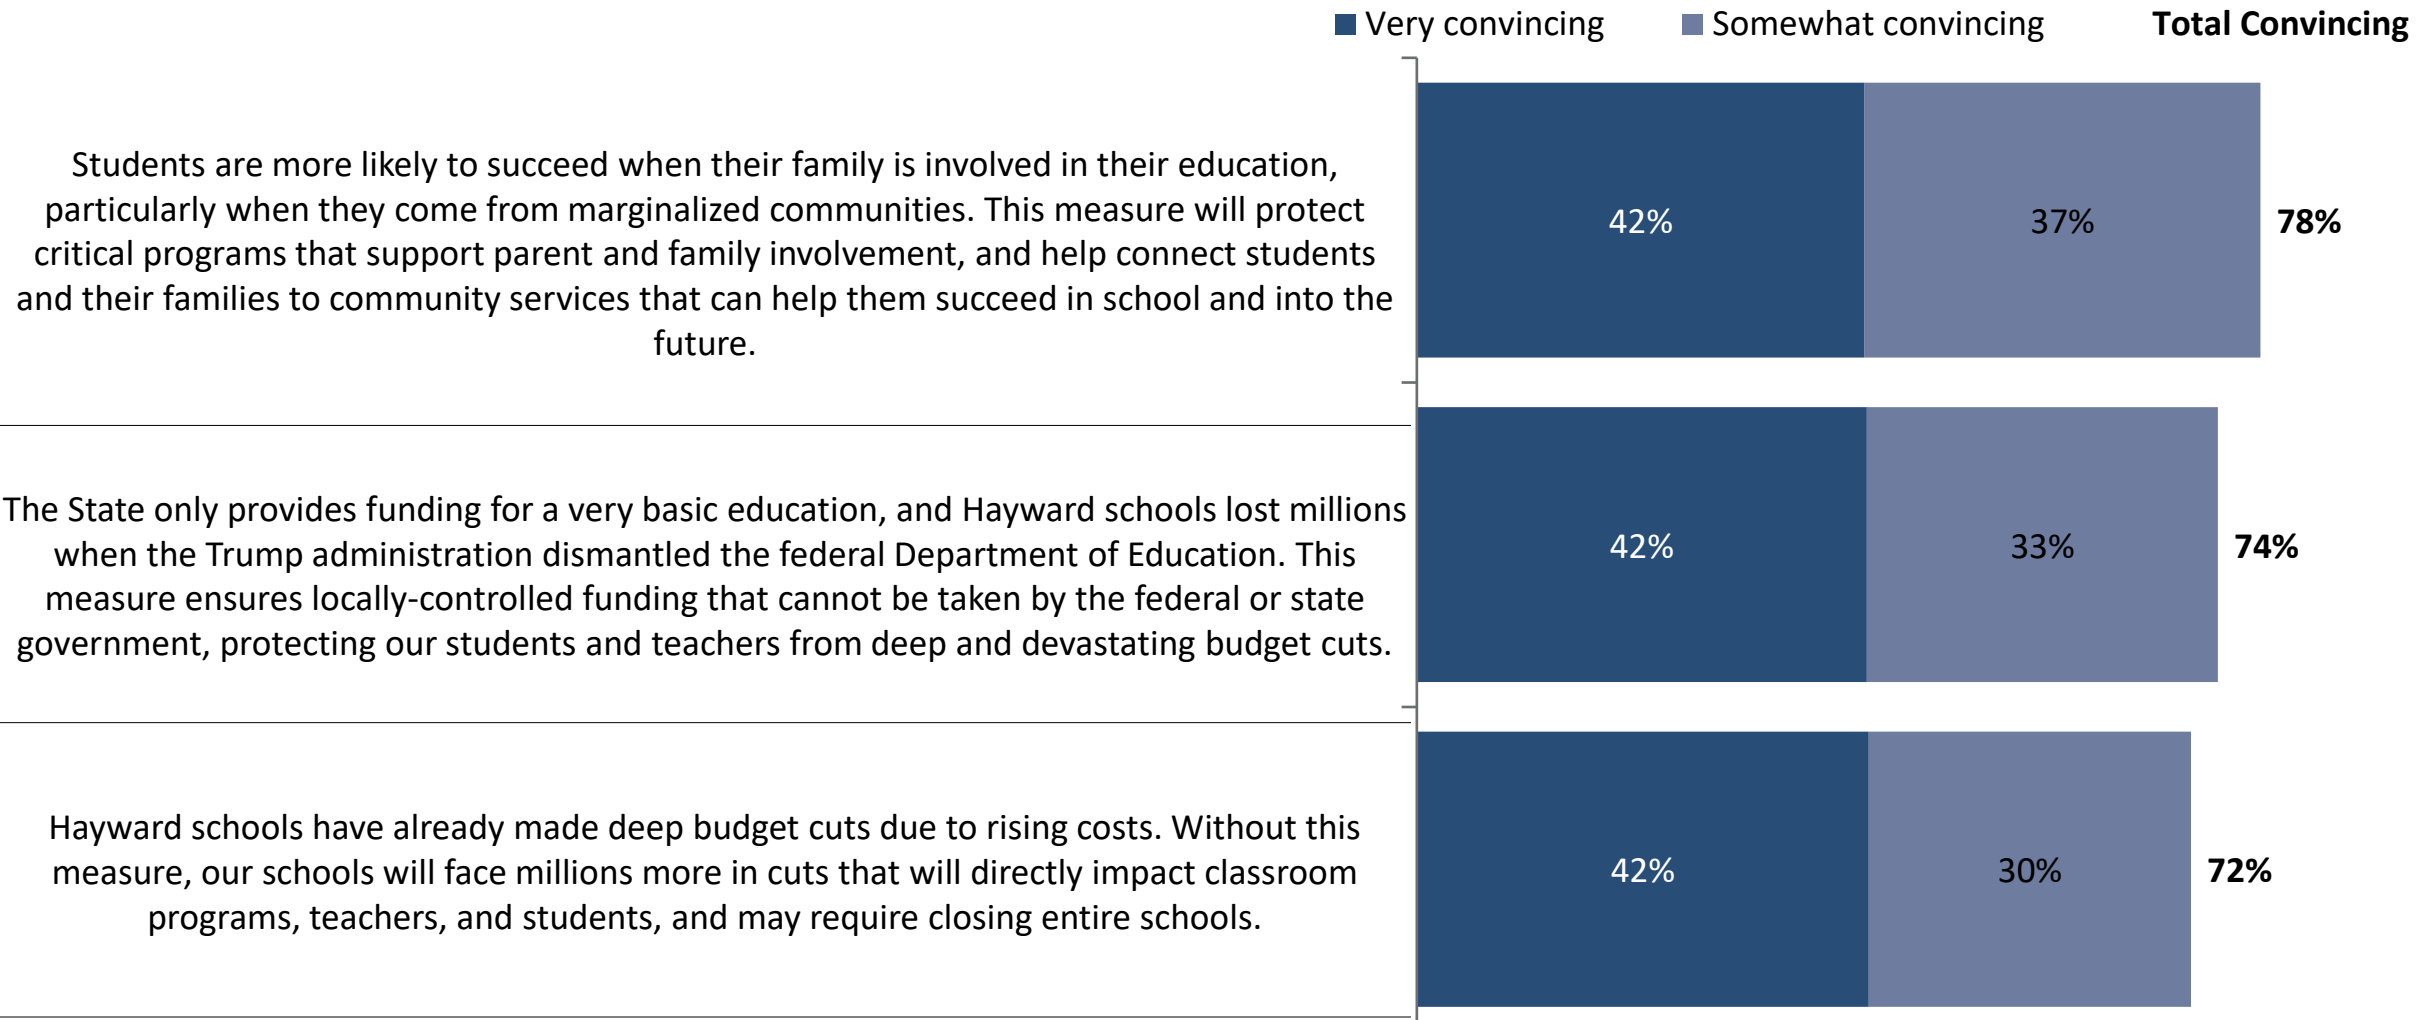 Very convincing Somewhat convincing Total Convincing
Students are more likely to succeed when their family is involved in their education,
particularly when they come from marginalized communities. This measure will protect
critical programs that support parent and family involvement, and help connect students
and their families to community services that can help them succeed in school and into the
future.
42% 37% 78%
The State only provides funding for a very basic education, and Hayward schools lost millions
when the Trump administration dismantled the federal Department of Education. This
measure ensures locally-controlled funding that cannot be taken by the federal or state
government, protecting our students and teachers from deep and devastating budget cuts.
42% 33% 74%
Hayward schools have already made deep budget cuts due to rising costs. Without this
measure, our schools will face millions more in cuts that will directly impact classroom
programs, teachers, and students, and may require closing entire schools.
42% 30% 72%